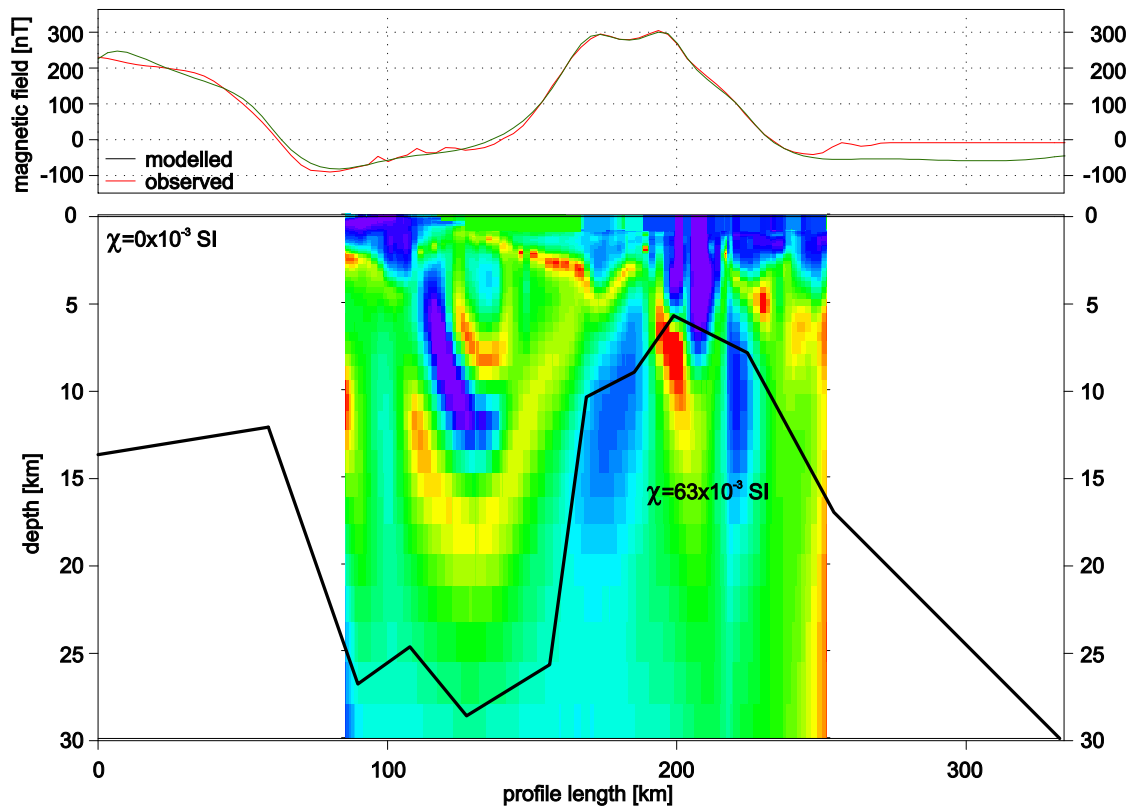 magnetic field [nT]
300 300
200 200
100 100
0 0
-100 -100
modelled
observed
depth [km]
0 0
χ=0x10⁻³ SI
5 5
10 10
15 15
χ=63x10⁻³ SI
20 20
25 25
30 30
0 100 200 300
profile length [km]